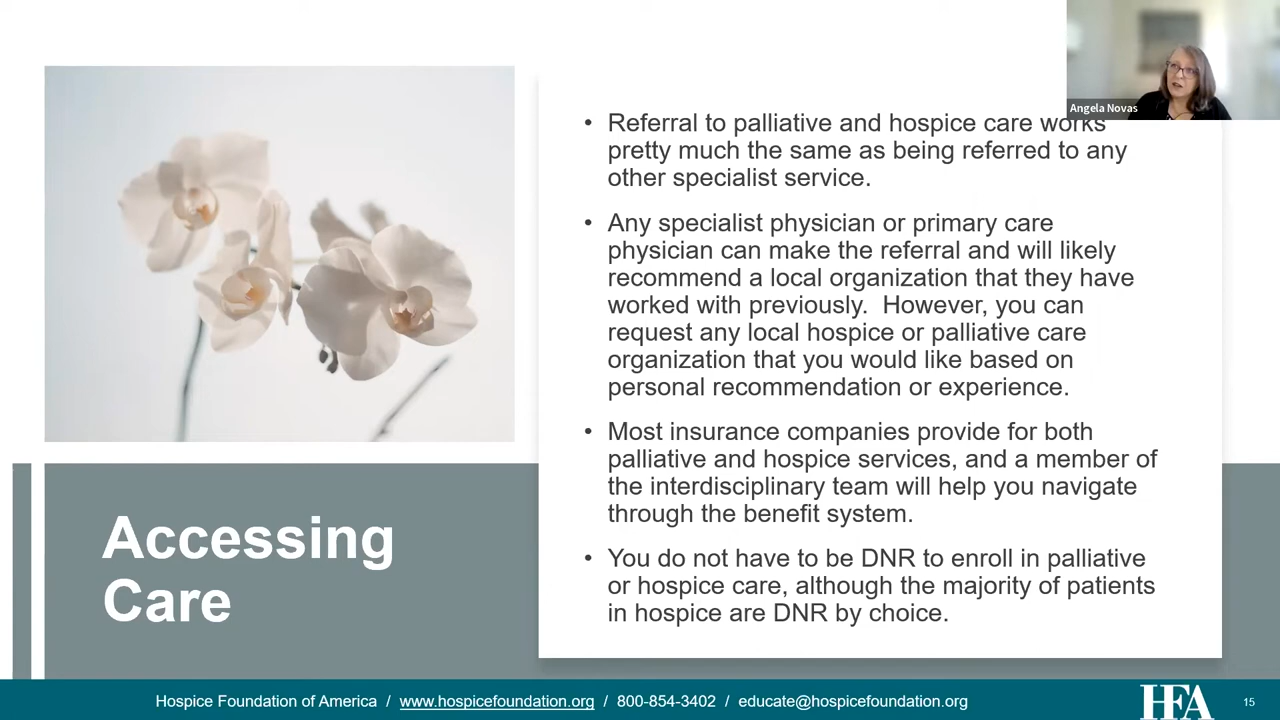 Angela Novas
• Referral to palliative and hospice care works
pretty much the same as being referred to any
other specialist service.
• Any specialist physician or primary care
physician can make the referral and will likely
recommend a local organization that they have
worked with previously.  However, you can
request any local hospice or palliative care
organization that you would like based on
personal recommendation or experience.
• Most insurance companies provide for both
palliative and hospice services, and a member of
the interdisciplinary team will help you navigate
through the benefit system.
• You do not have to be DNR to enroll in palliative
or hospice care, although the majority of patients
in hospice are DNR by choice.
Accessing
Care
Hospice Foundation of America / www.hospicefoundation.org / 800-854-3402 / educate@hospicefoundation.org
HFA
15